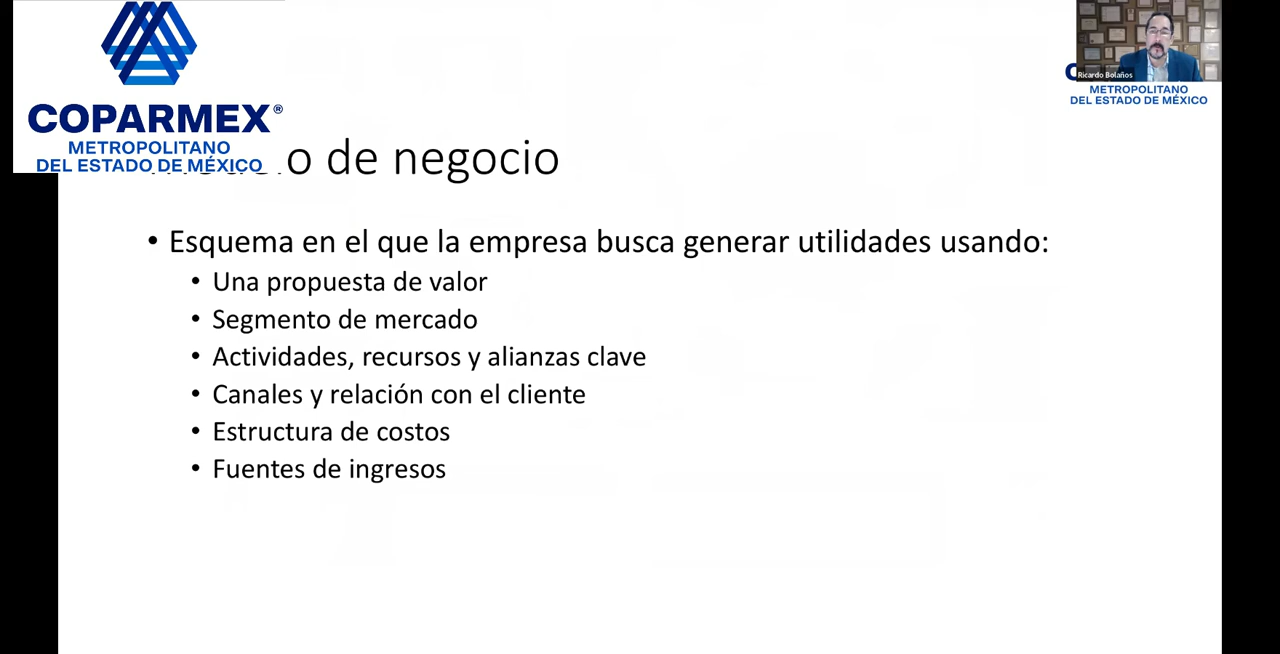 COPARMEX®
METROPOLITANO
DEL ESTADO DE MÉXICO
Ricardo Bolaños
METROPOLITANO
DEL ESTADO DE MÉXICO
de negocio
• Esquema en el que la empresa busca generar utilidades usando:
• Una propuesta de valor
• Segmento de mercado
• Actividades, recursos y alianzas clave
• Canales y relación con el cliente
• Estructura de costos
• Fuentes de ingresos